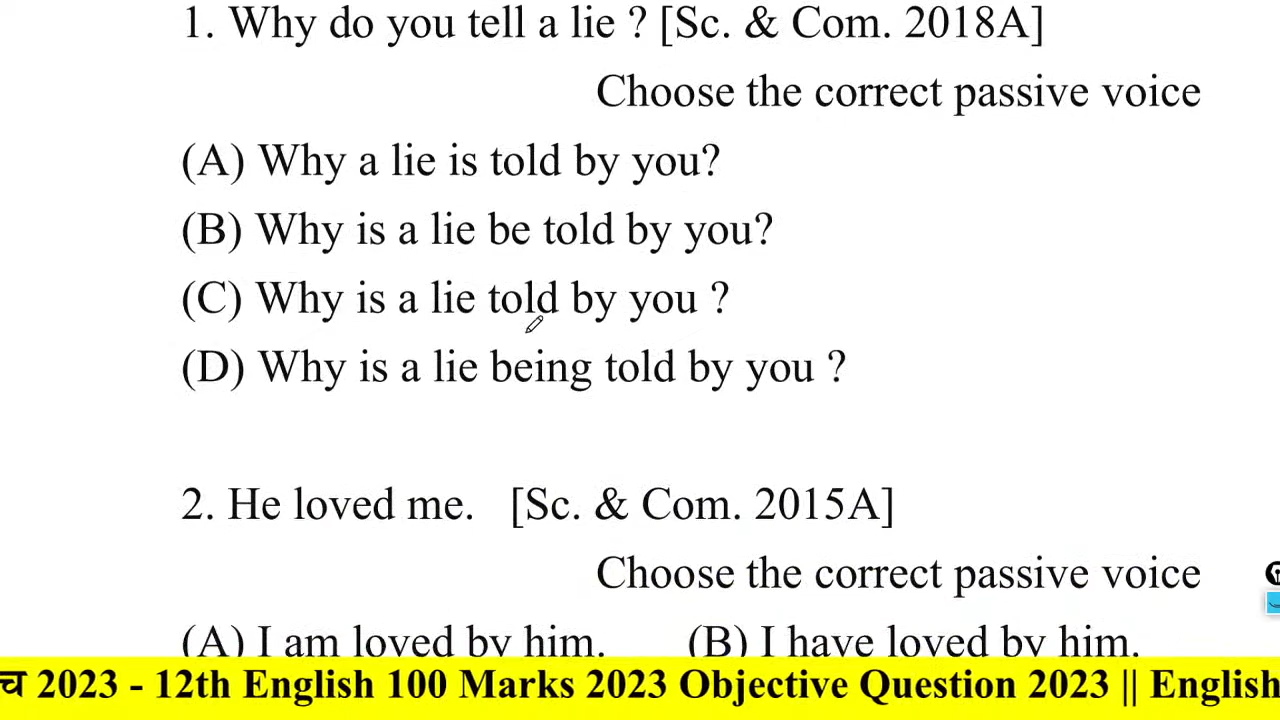 1. Why do you tell a lie ? [Sc. & Com. 2018A]
Choose the correct passive voice
(A) Why a lie is told by you?
(B) Why is a lie be told by you?
(C) Why is a lie told by you ?
(D) Why is a lie being told by you ?
2. He loved me. [Sc. & Com. 2015A]
Choose the correct passive voice
(A) I am loved by him. (B) I have loved by him.
2023 - 12th English 100 Marks 2023 Objective Question 2023 || English